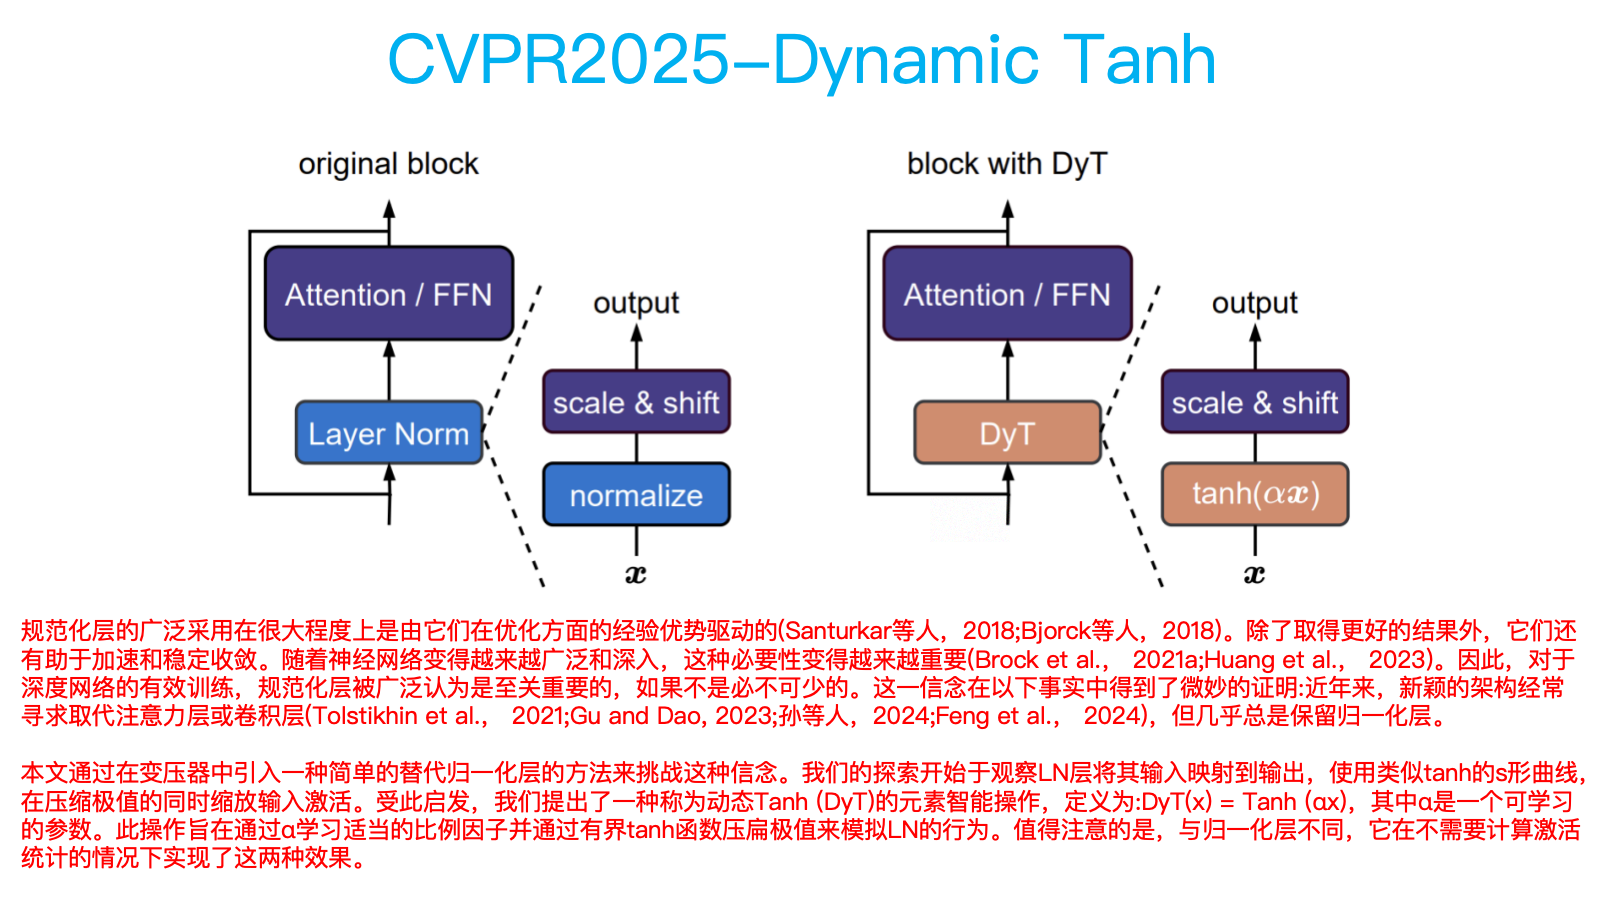 CVPR2025–Dynamic Tanh
original block
Attention / FFN
Layer Norm
output
scale & shift
normalize
x
block with DyT
Attention / FFN
DyT
output
scale & shift
tanh(αx)
x
规范化层的广泛采用在很大程度上是由它们在优化方面的经验优势驱动的(Santurkar等人，2018;Bjorck等人，2018)。除了取得更好的结果外，它们还
有助于加速和稳定收敛。随着神经网络变得越来越广泛和深入，这种必要性变得越来越重要(Brock et al.， 2021a;Huang et al.， 2023)。因此，对于
深度网络的有效训练，规范化层被广泛认为是至关重要的，如果不是必不可少的。这一信念在以下事实中得到了微妙的证明:近年来，新颖的架构经常
寻求取代注意力层或卷积层(Tolstikhin et al.， 2021;Gu and Dao, 2023;孙等人，2024;Feng et al.， 2024)，但几乎总是保留归一化层。
本文通过在变压器中引入一种简单的替代归一化层的方法来挑战这种信念。我们的探索开始于观察LN层将其输入映射到输出，使用类似tanh的s形曲线，
在压缩极值的同时缩放输入激活。受此启发，我们提出了一种称为动态Tanh (DyT)的元素智能操作，定义为:DyT(x) = Tanh (αx)，其中α是一个可学习
的参数。此操作旨在通过α学习适当的比例因子并通过有界tanh函数压扁极值来模拟LN的行为。值得注意的是，与归一化层不同，它在不需要计算激活
统计的情况下实现了这两种效果。